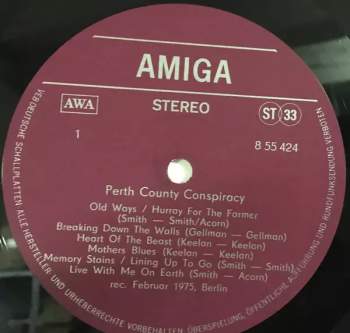 AMIGA
AWA
STEREO
ST 33
1
8 55 424
Perth County Conspiracy
Old Ways / Hurray For The Farmer
(Smith — Smith/Acorn)
Breaking Down The Walls (Gellman — Gellman)
Heart Of The Beast (Keelan — Keelan)
Mothers Blues (Keelan — Keelan)
Memory Stains / Lining Up To Go (Smith — Smith)
Live With Me On Earth (Smith — Acorn)
rec. Februar 1975, Berlin
VEB DEUTSCHE SCHALLPLATTEN ALLE HERSTELLER- UND URHEBERRECHTE VORBEHALTEN. ÜBERSPIELUNG, ÖFFENTLICHE AUFFÜHRUNG UND RUNDFUNKSENDUNG VERBOTEN